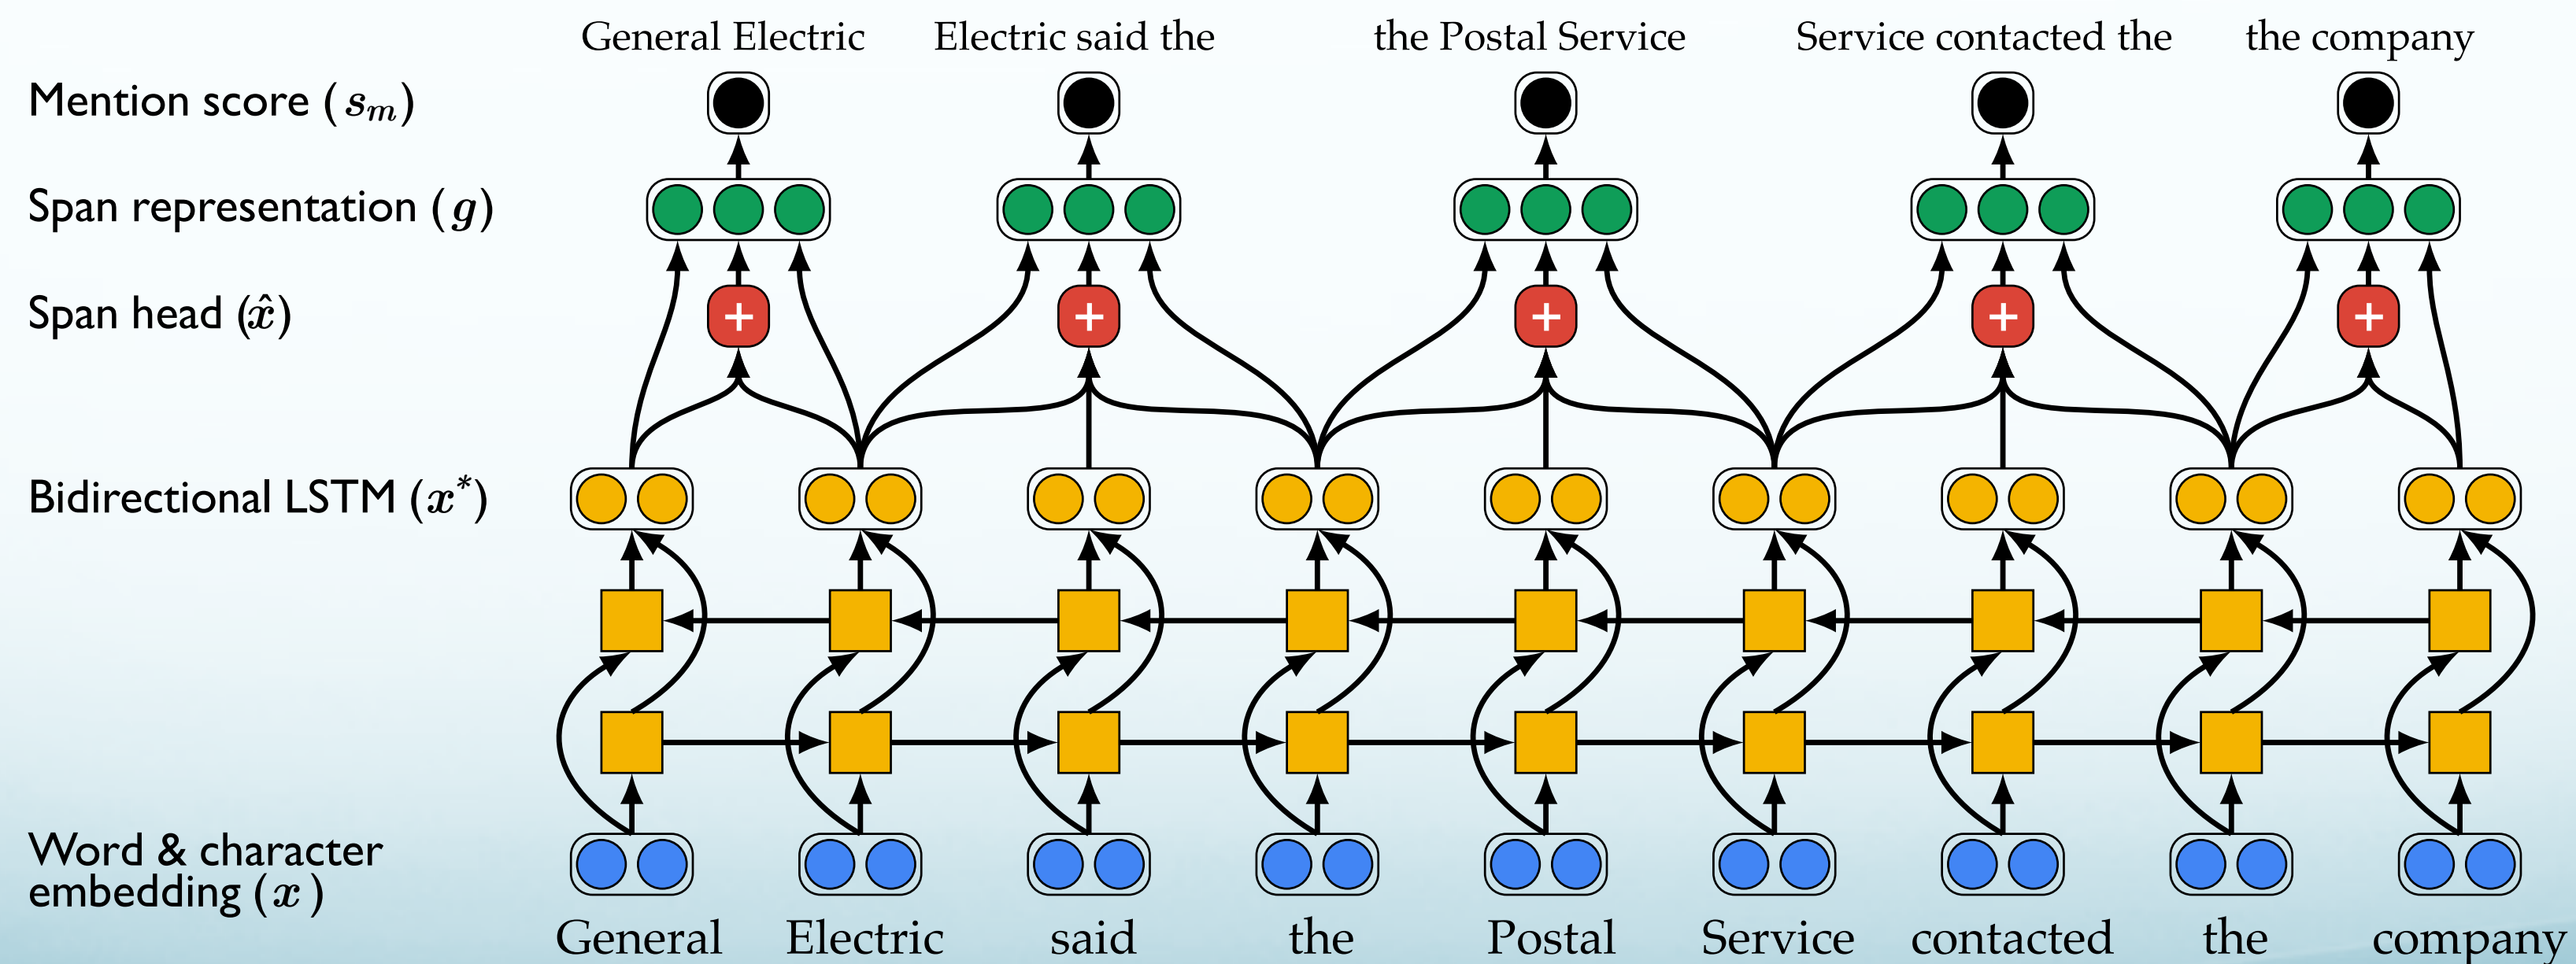 General Electric Electric said the the Postal Service Service contacted the the company
Mention score (s_m)
Span representation (g)
Span head (x̂)
+ + + + +
Bidirectional LSTM (x*)
Word & character
embedding (x)
General Electric said the Postal Service contacted the company